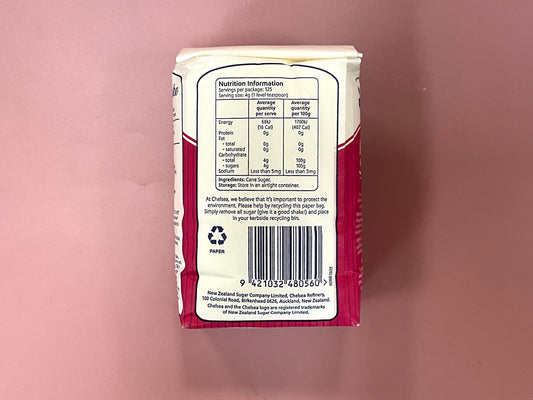 Nutrition Information
Servings per package: 125
Serving size: 4g (1 level teaspoon)
Average quantity per serve Average quantity per 100g
Energy 68kJ (16 Cal) 1700kJ (407 Cal)
Protein 0g 0g
Fat
- total 0g 0g
- saturated 0g 0g
Carbohydrate
- total 4g 100g
- sugars 4g 100g
Sodium Less than 5mg Less than 5mg
Ingredients: Cane Sugar.
Storage: Store in an airtight container.
At Chelsea, we believe that it's important to protect the
environment. Please help by recycling this paper bag.
Simply remove all sugar (give it a good shake!) and place
in your kerbside recycling bin.
PAPER
9 421032 480560 >
New Zealand Sugar Company Limited, Chelsea Refinery,
100 Colonial Road, Birkenhead 0626, Auckland, New Zealand.
Chelsea and the Chelsea logo are registered trademarks
of New Zealand Sugar Company Limited.